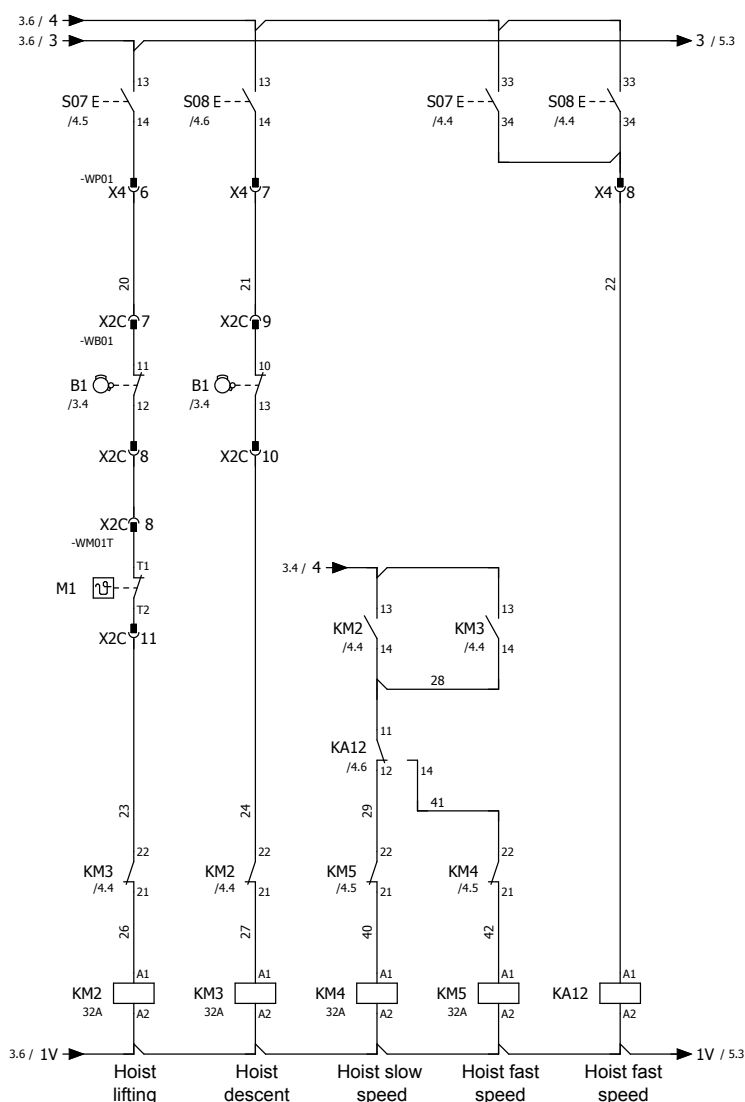 3.6 / 4
3.6 / 3
3 / 5.3
13
13
33
33
S07 E
S08 E
S07 E
S08 E
/4.5
14
/4.6
14
/4.4
34
/4.4
34
-WP01
X4 6
X4 7
X4 8
20
21
22
X2C 7
X2C 9
-WB01
11
10
B1
B1
/3.4
12
/3.4
13
X2C 8
X2C 10
X2C 8
-WM01T
T1
3.4 / 4
M1
ϑ
T2
13
13
X2C 11
KM2
KM3
/4.4
14
/4.4
14
28
11
KA12
/4.6
12
14
41
23
24
29
22
22
22
22
KM3
KM2
KM5
KM4
/4.4
21
/4.4
21
/4.5
21
/4.5
21
26
27
40
42
A1
A1
A1
A1
A1
KM2
KM3
KM4
KM5
KA12
32A
A2
32A
A2
32A
A2
32A
A2
A2
3.6 / 1V
1V / 5.3
Hoist
Hoist
Hoist slow
Hoist fast
Hoist fast
lifting
descent
speed
speed
speed